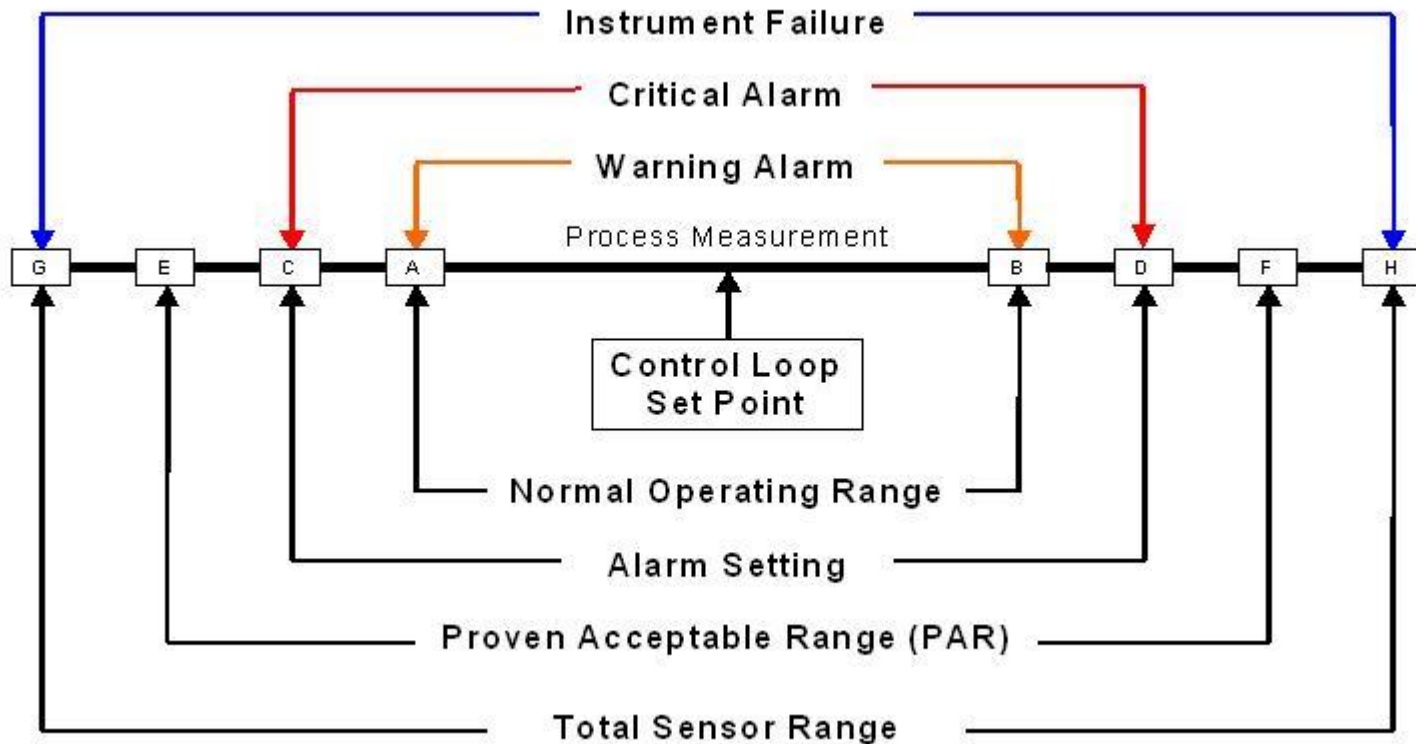 Instrument Failure
Critical Alarm
Warning Alarm
Process Measurement
G E C A B D F H
Control Loop
Set Point
Normal Operating Range
Alarm Setting
Proven Acceptable Range (PAR)
Total Sensor Range